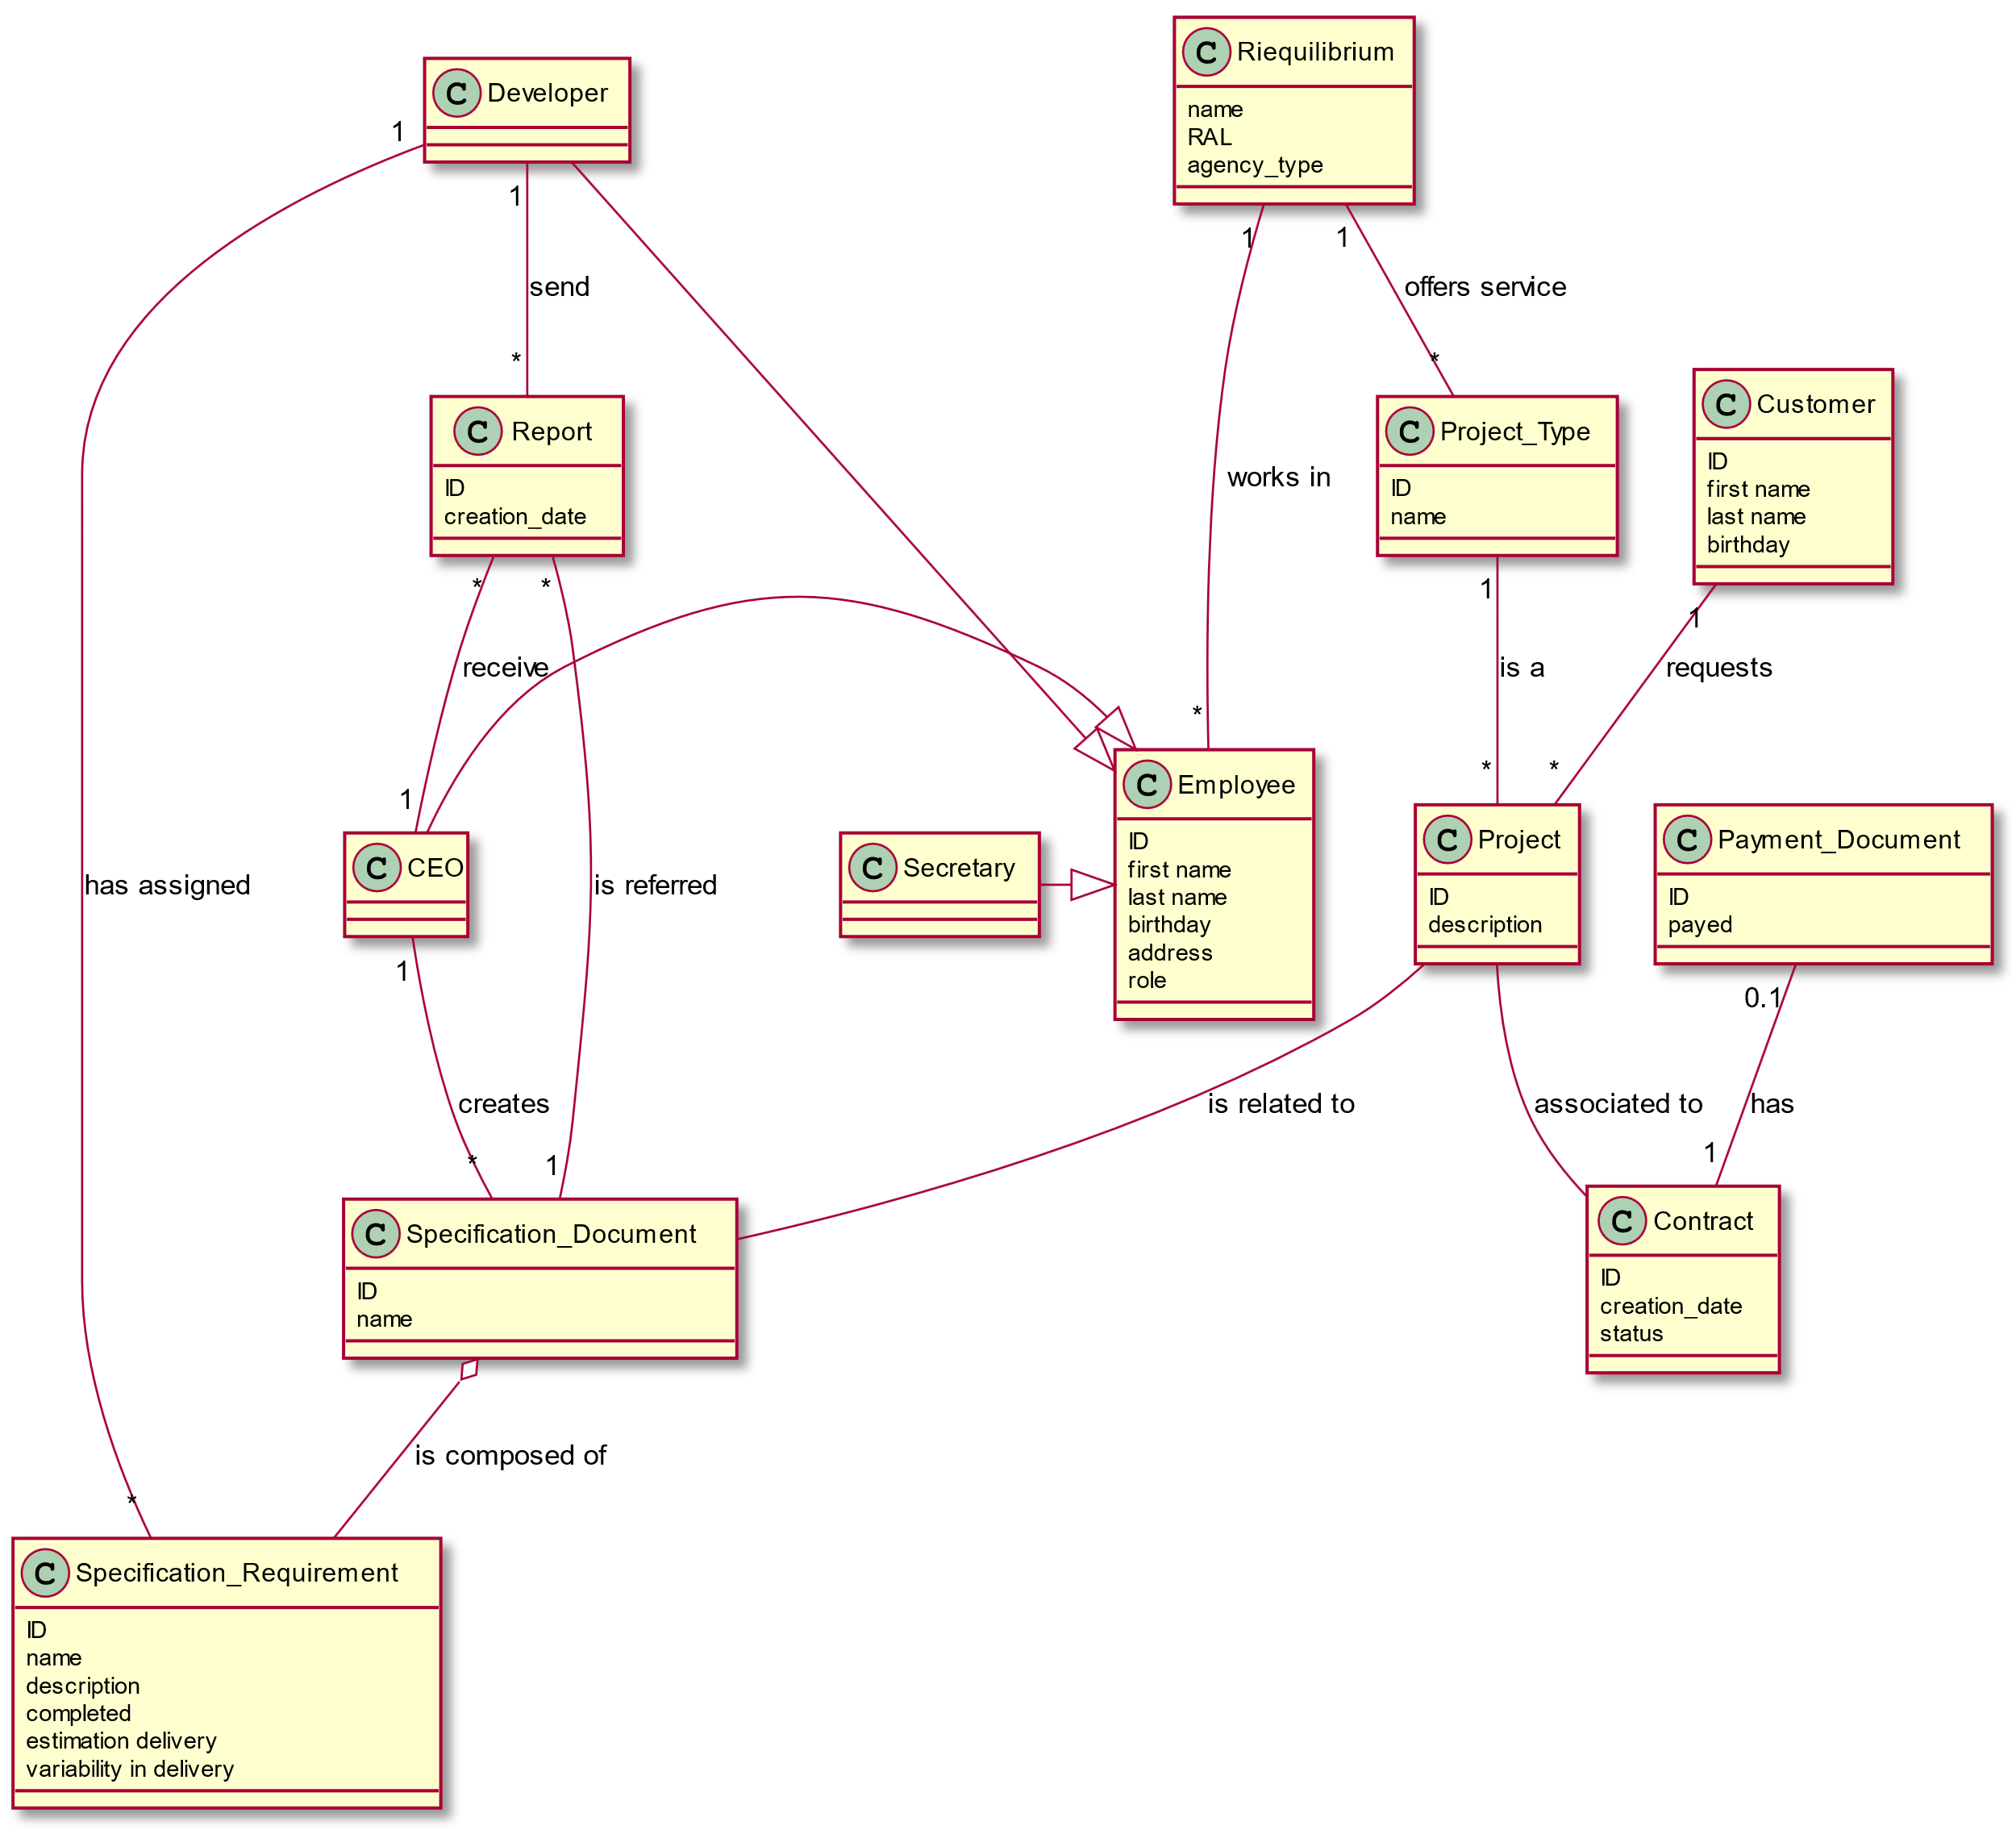 C Riequilibrium
name
RAL
agency_type
C Developer
1
1
1
1
send
offers service
*
*
C Customer
ID
first name
last name
birthday
C Report
ID
creation_date
C Project_Type
ID
name
works in
*
*
1
1
receive
is a
requests
*
*
*
1
C Employee
ID
first name
last name
birthday
address
role
C CEO
C Secretary
C Project
ID
description
C Payment_Document
ID
payed
has assigned
is referred
1
0.1
creates
is related to
associated to
has
*
1
1
C Specification_Document
ID
name
C Contract
ID
creation_date
status
is composed of
*
C Specification_Requirement
ID
name
description
completed
estimation delivery
variability in delivery